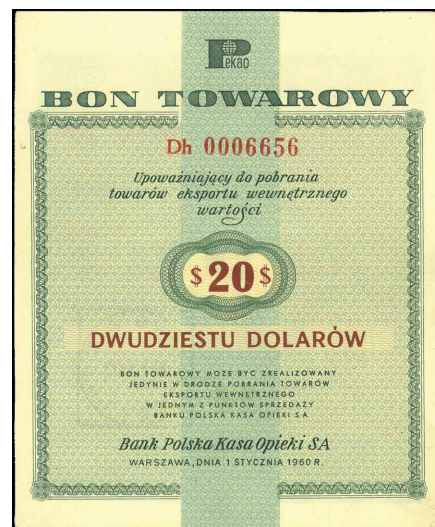 Pekao
BON TOWAROWY
Dh 0006656
Upoważniający do pobrania
towarów eksportu wewnętrznego
wartości
$ 20 $
DWUDZIESTU DOLARÓW
BON TOWAROWY MOŻE BYĆ ZREALIZOWANY
JEDYNIE W DRODZE POBRANIA TOWARÓW
EKSPORTU WEWNĘTRZNEGO
W JEDNYM Z PUNKTÓW SPRZEDAŻY
BANKU POLSKA KASA OPIEKI S.A.
Bank Polska Kasa Opieki SA
WARSZAWA, DNIA 1 STYCZNIA 1960 R.